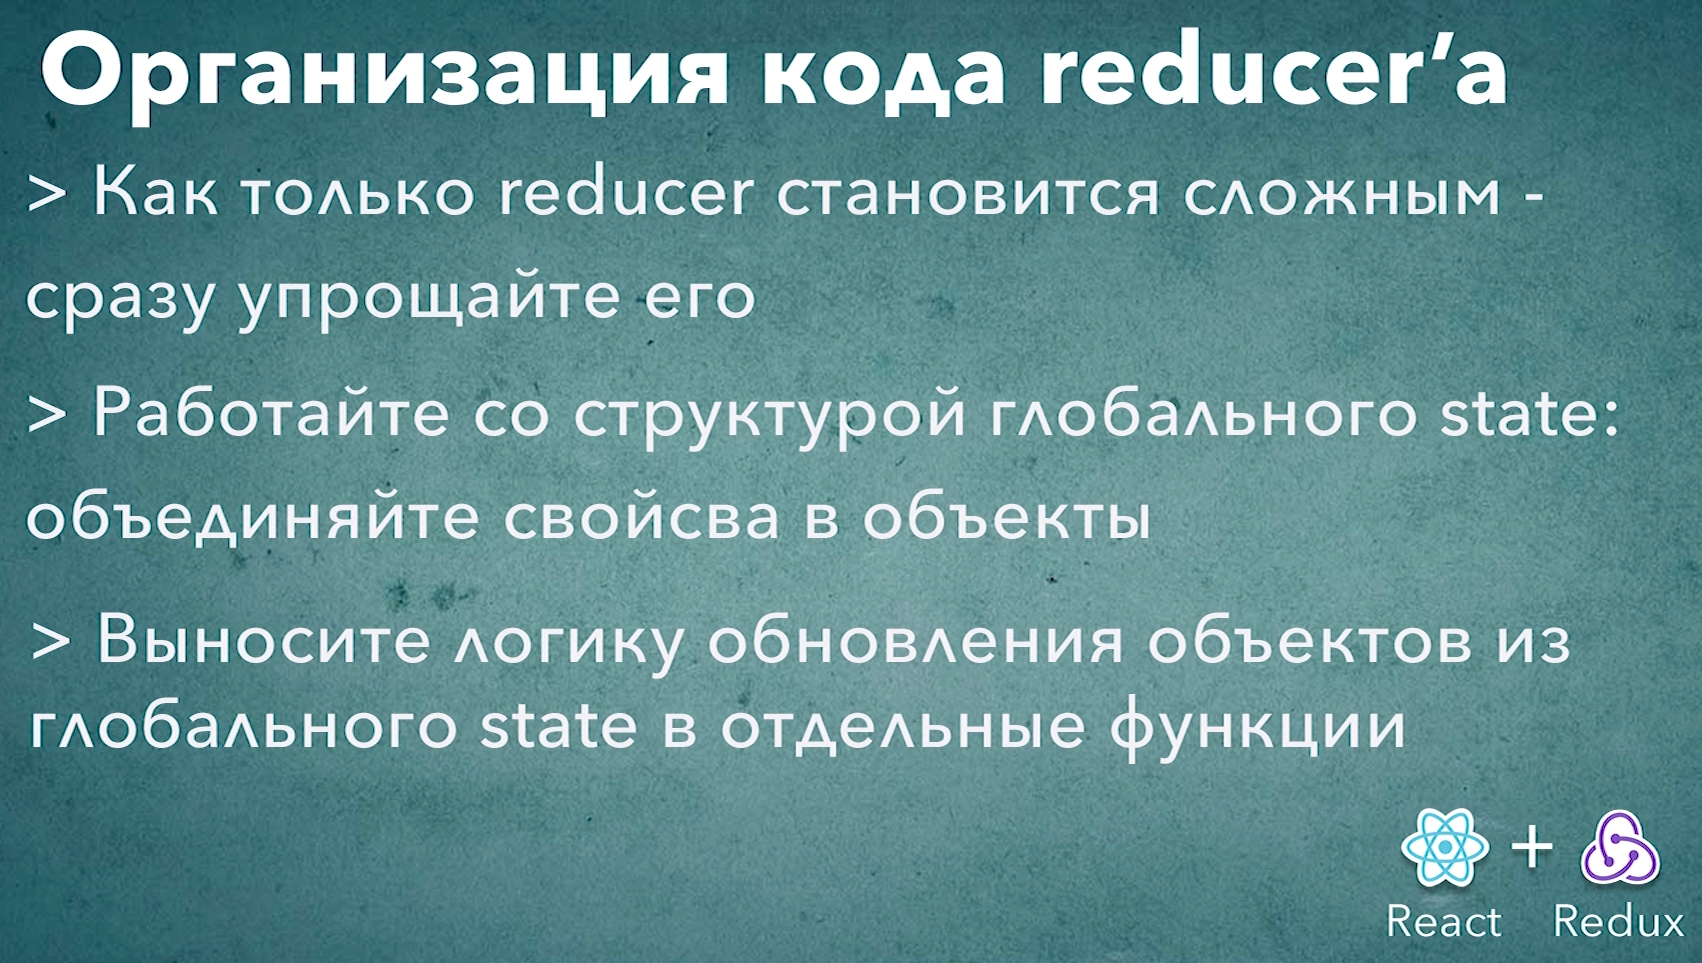 Организация кода reducer’а
> Как только reducer становится сложным -
сразу упрощайте его
> Работайте со структурой глобального state:
объединяйте свойсва в объекты
> Выносите логику обновления объектов из
глобального state в отдельные функции
+
React Redux